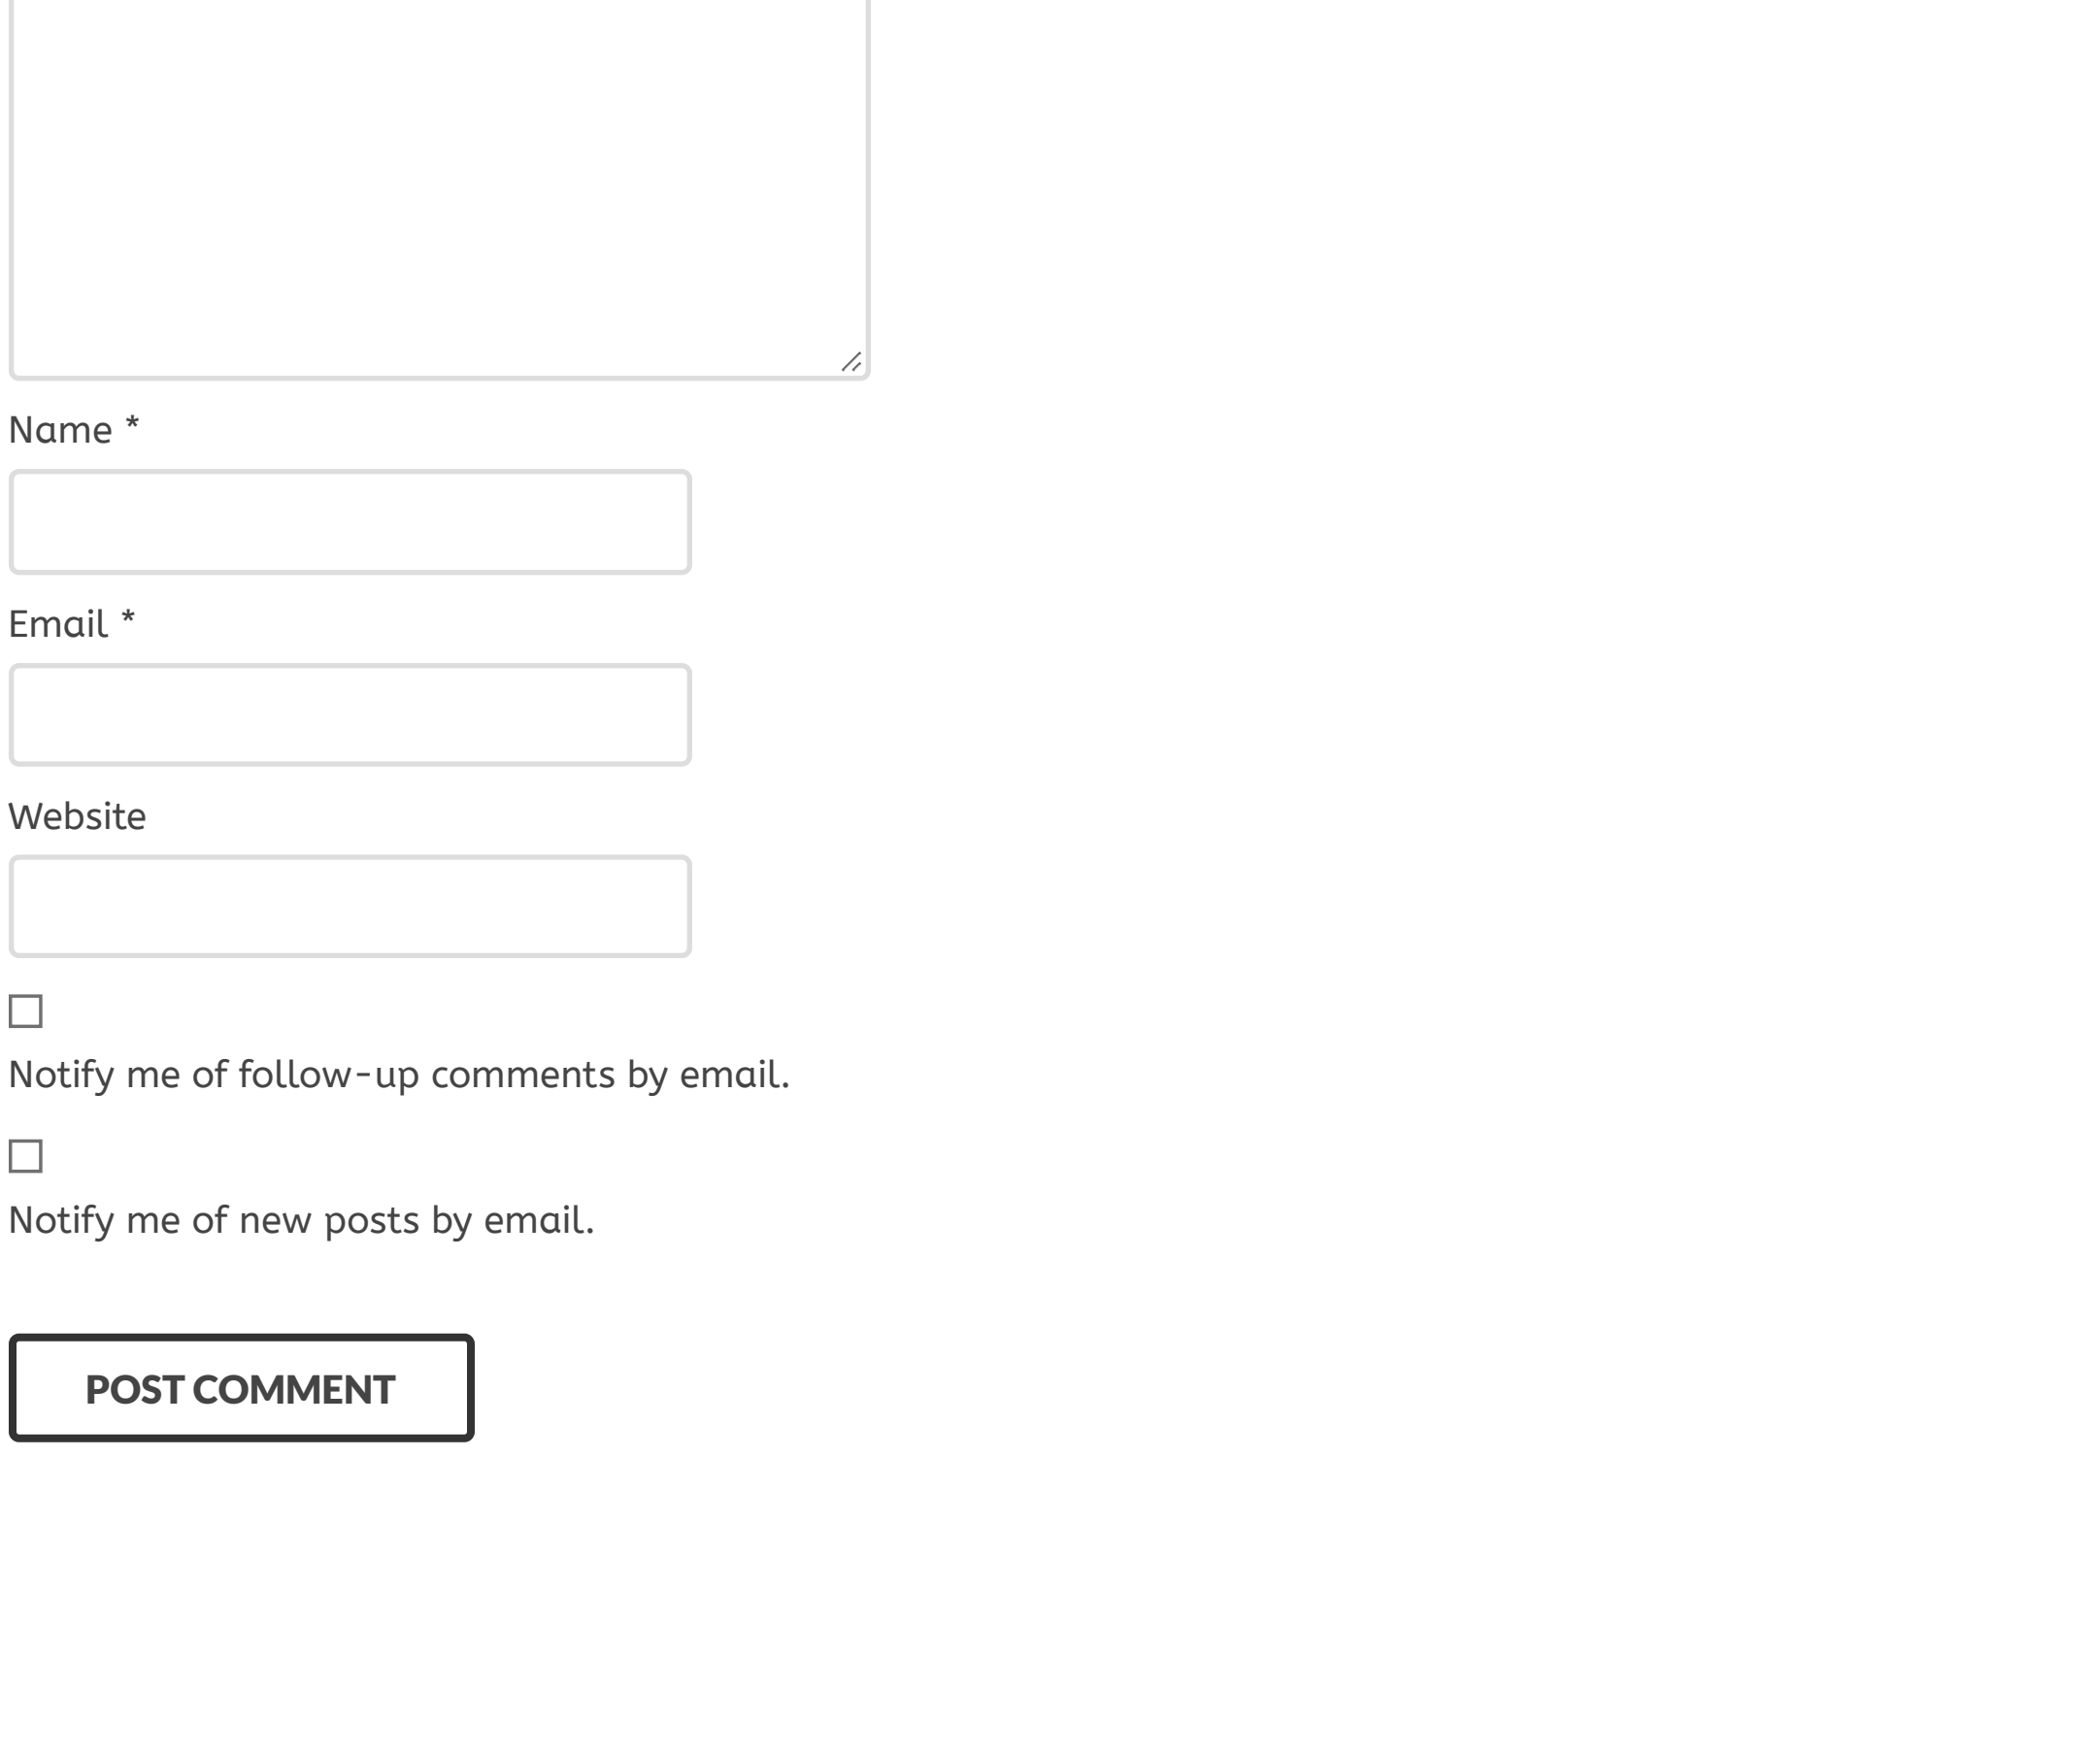 Name *
Email *
Website
Notify me of follow-up comments by email.
Notify me of new posts by email.
POST COMMENT